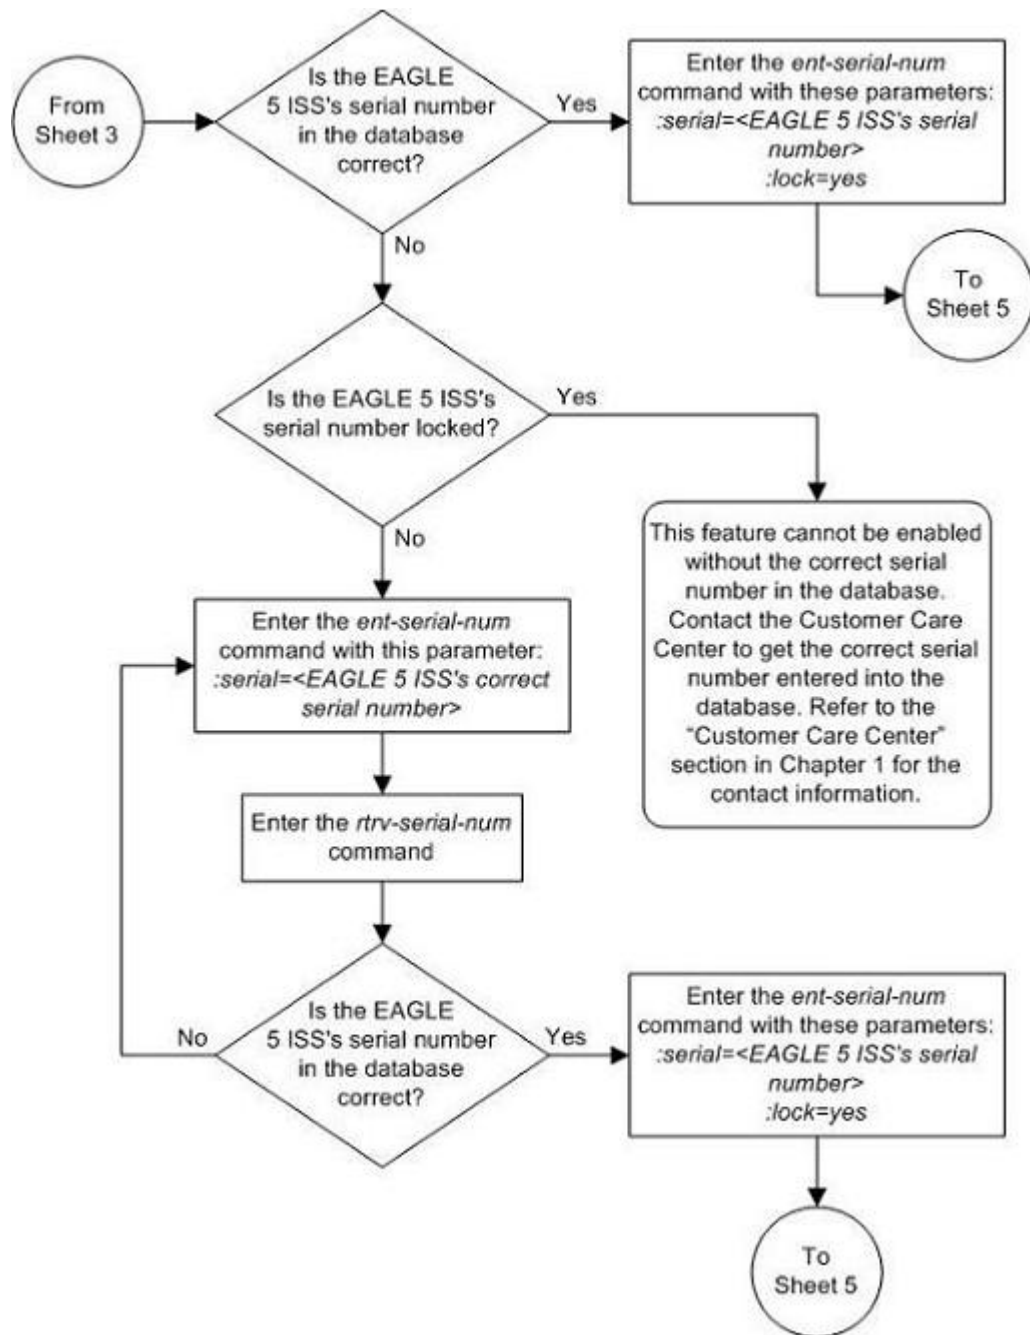 From
Sheet 3
Is the EAGLE
5 ISS's serial number
in the database
correct?
Yes
Enter the ent-serial-num
command with these parameters:
:serial=<EAGLE 5 ISS's serial
number>
:lock=yes
No
To
Sheet 5
Is the EAGLE 5 ISS's
serial number locked?
Yes
No
This feature cannot be enabled
without the correct serial
number in the database.
Contact the Customer Care
Center to get the correct serial
number entered into the
database. Refer to the
“Customer Care Center”
section in Chapter 1 for the
contact information.
Enter the ent-serial-num
command with this parameter:
:serial=<EAGLE 5 ISS's correct
serial number>
Enter the rtrv-serial-num
command
Is the EAGLE
5 ISS's serial number
in the database
correct?
No
Yes
Enter the ent-serial-num
command with these parameters:
:serial=<EAGLE 5 ISS's serial
number>
:lock=yes
To
Sheet 5